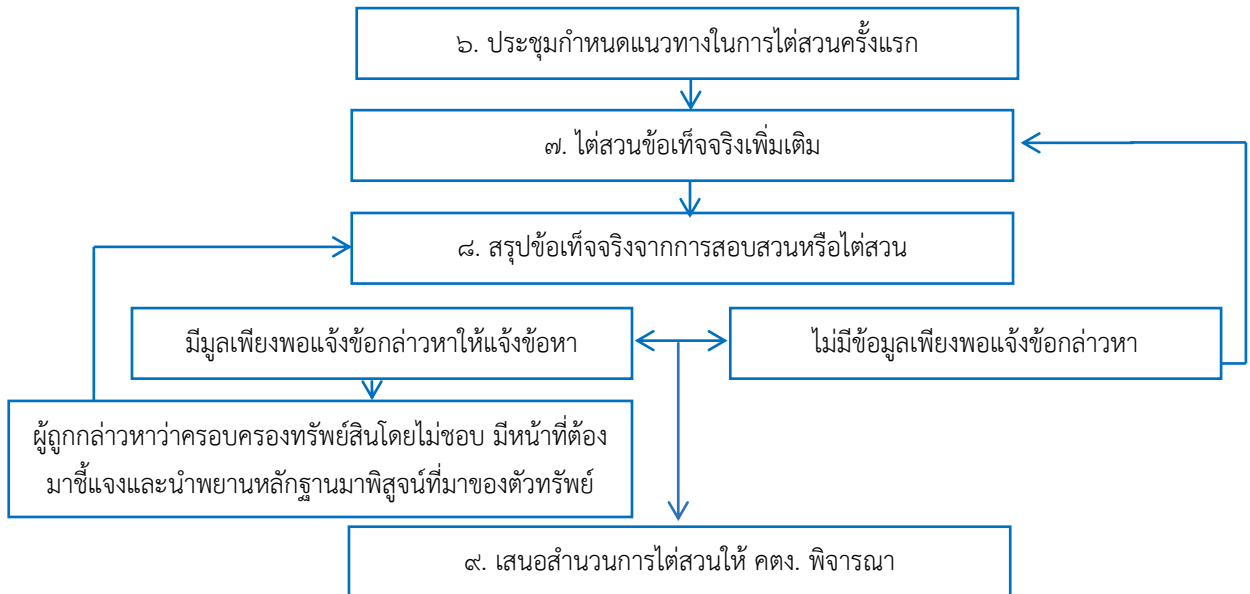 ๖. ประชุมกำหนดแนวทางในการไต่สวนครั้งแรก
๗. ไต่สวนข้อเท็จจริงเพิ่มเติม
๘. สรุปข้อเท็จจริงจากการสอบสวนหรือไต่สวน
มีมูลเพียงพอแจ้งข้อกล่าวหาให้แจ้งข้อหา
ไม่มีข้อมูลเพียงพอแจ้งข้อกล่าวหา
ผู้ถูกกล่าวหาว่าครอบครองทรัพย์สินโดยไม่ชอบ มีหน้าที่ต้อง
มาชี้แจงและนำพยานหลักฐานมาพิสูจน์ที่มาของตัวทรัพย์
๙. เสนอสำนวนการไต่สวนให้ คตง. พิจารณา